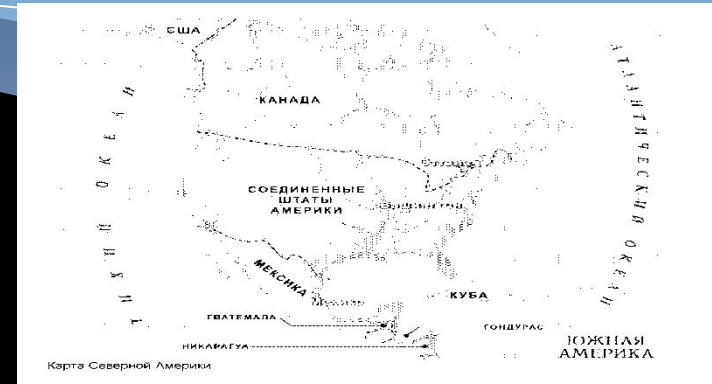 США
КАНАДА
АТЛАНТИЧЕСКИЙ ОКЕАН
ТИХИЙ ОКЕАН
СОЕДИНЕННЫЕ
ШТАТЫ
АМЕРИКИ
МЕКСИКА
КУБА
ГВАТЕМАЛА
ГОНДУРАС
НИКАРАГУА
ЮЖНАЯ
АМЕРИКА
Карта Северной Америки